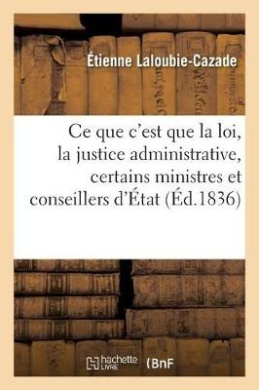 Étienne Laloubie-Cazade
Ce que c'est que la loi,
la justice administrative,
certains ministres et
conseillers d'État (Éd.1836)
hachette
LIVRE
{BnF